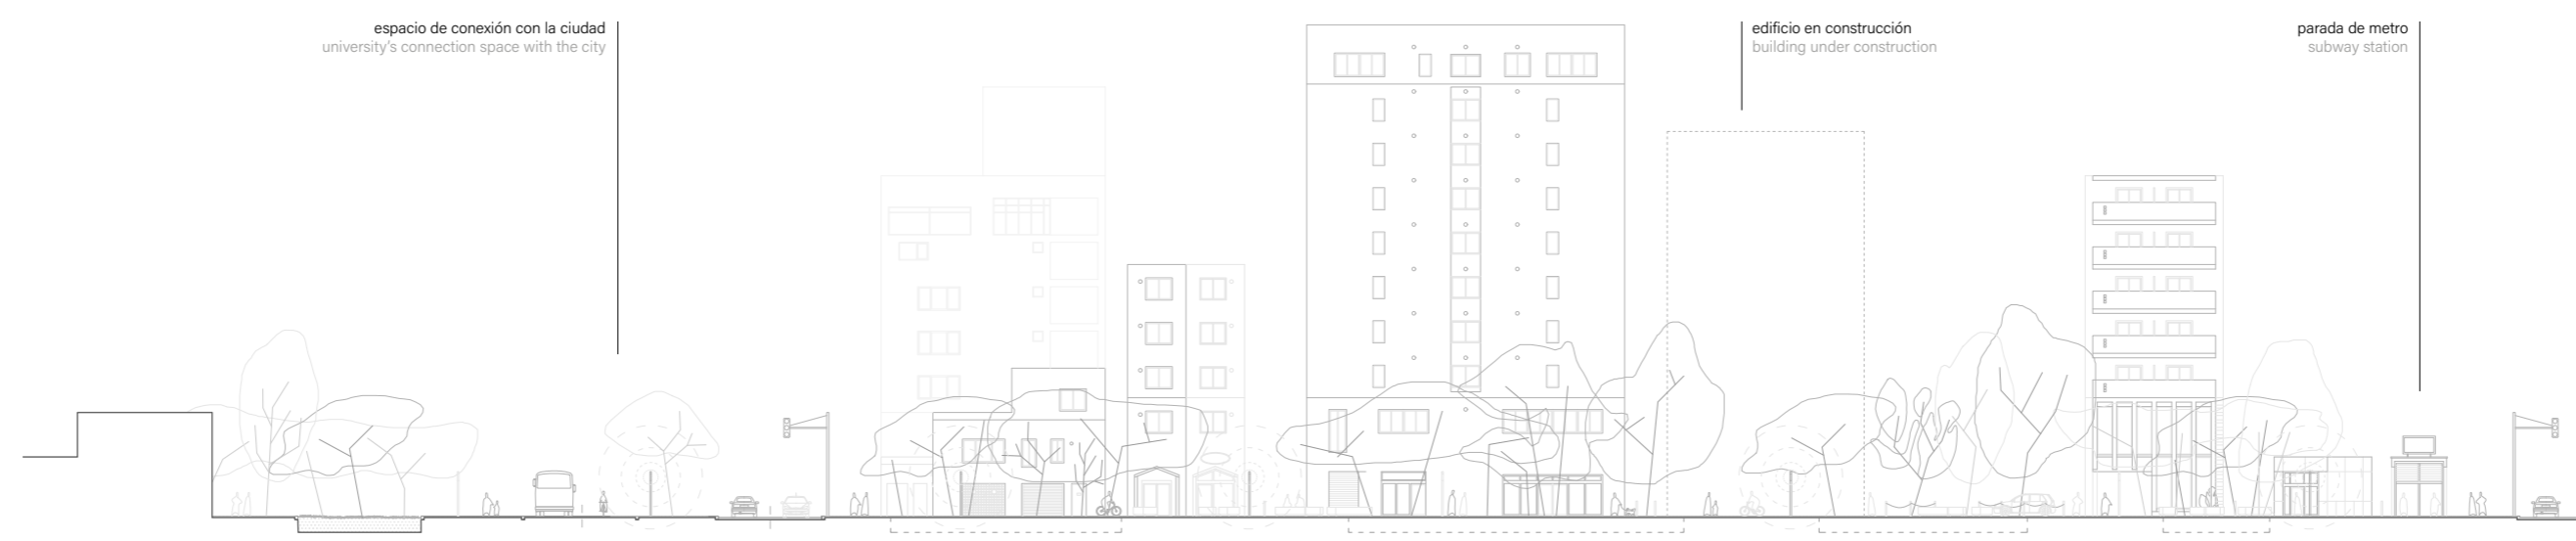 espacio de conexión con la ciudad
university's connection space with the city
edificio en construcción
building under construction
parada de metro
subway station